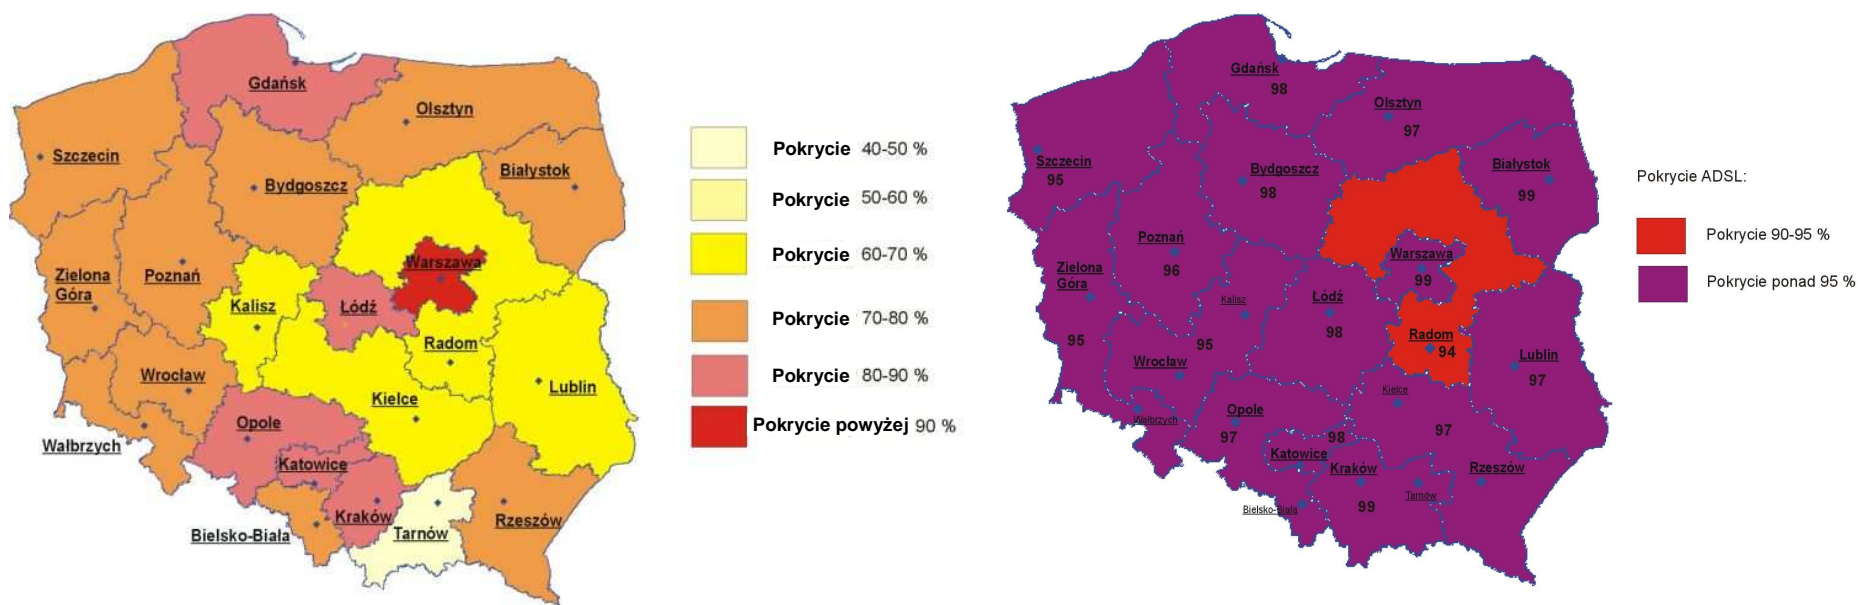 Gdańsk
Olsztyn
Szczecin
Białystok
Bydgoszcz
Warszawa
Zielona
Góra
Poznań
Kalisz
Łódź
Radom
Wrocław
Lublin
Kielce
Opole
Wałbrzych
Katowice
Kraków
Rzeszów
Bielsko-Biała
Tarnów
Pokrycie 40-50 %
Pokrycie 50-60 %
Pokrycie 60-70 %
Pokrycie 70-80 %
Pokrycie 80-90 %
Pokrycie powyżej 90 %
Gdańsk
98
Olsztyn
97
Szczecin
95
Bydgoszcz
98
Białystok
99
Poznań
96
Warszawa
99
Zielona
Góra
95
Kalisz
95
Łódź
98
Radom
94
Wrocław
Lublin
97
Kielce
97
Wałbrzych
Opole
97
98
Katowice
Kraków
99
Rzeszów
Tarnów
Bielsko-Biała
Pokrycie ADSL:
Pokrycie 90-95 %
Pokrycie ponad 95 %